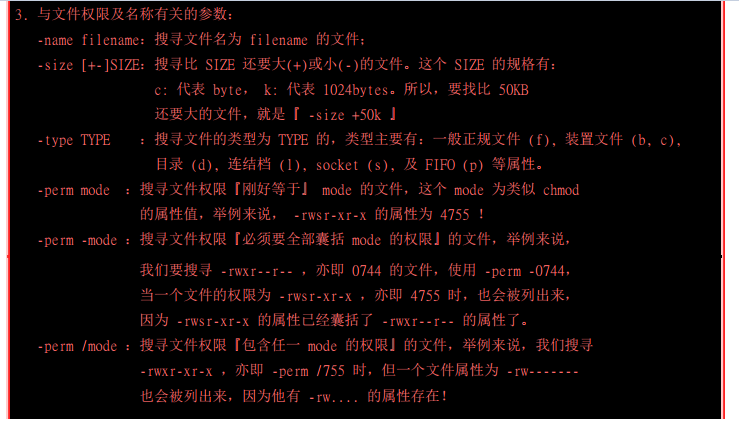 3. 与文件权限及名称有关的参数：
-name filename：搜寻文件名为 filename 的文件；
-size [+-]SIZE：搜寻比 SIZE 还要大(+)或小(-)的文件。这个 SIZE 的规格有：
c: 代表 byte， k: 代表 1024bytes。所以，要找比 50KB
还要大的文件，就是『 -size +50k 』
-type TYPE ：搜寻文件的类型为 TYPE 的，类型主要有：一般正规文件 (f), 装置文件 (b, c),
目录 (d), 连结档 (l), socket (s), 及 FIFO (p) 等属性。
-perm mode ：搜寻文件权限『刚好等于』 mode 的文件，这个 mode 为类似 chmod
的属性值，举例来说， -rwsr-xr-x 的属性为 4755 ！
-perm -mode ：搜寻文件权限『必须要全部囊括 mode 的权限』的文件，举例来说，
我们要搜寻 -rwxr--r-- ，亦即 0744 的文件，使用 -perm -0744，
当一个文件的权限为 -rwsr-xr-x ，亦即 4755 时，也会被列出来，
因为 -rwsr-xr-x 的属性已经囊括了 -rwxr--r-- 的属性了。
-perm /mode ：搜寻文件权限『包含任一 mode 的权限』的文件，举例来说，我们搜寻
-rwxr-xr-x ，亦即 -perm /755 时，但一个文件属性为 -rw-------
也会被列出来，因为他有 -rw.... 的属性存在！